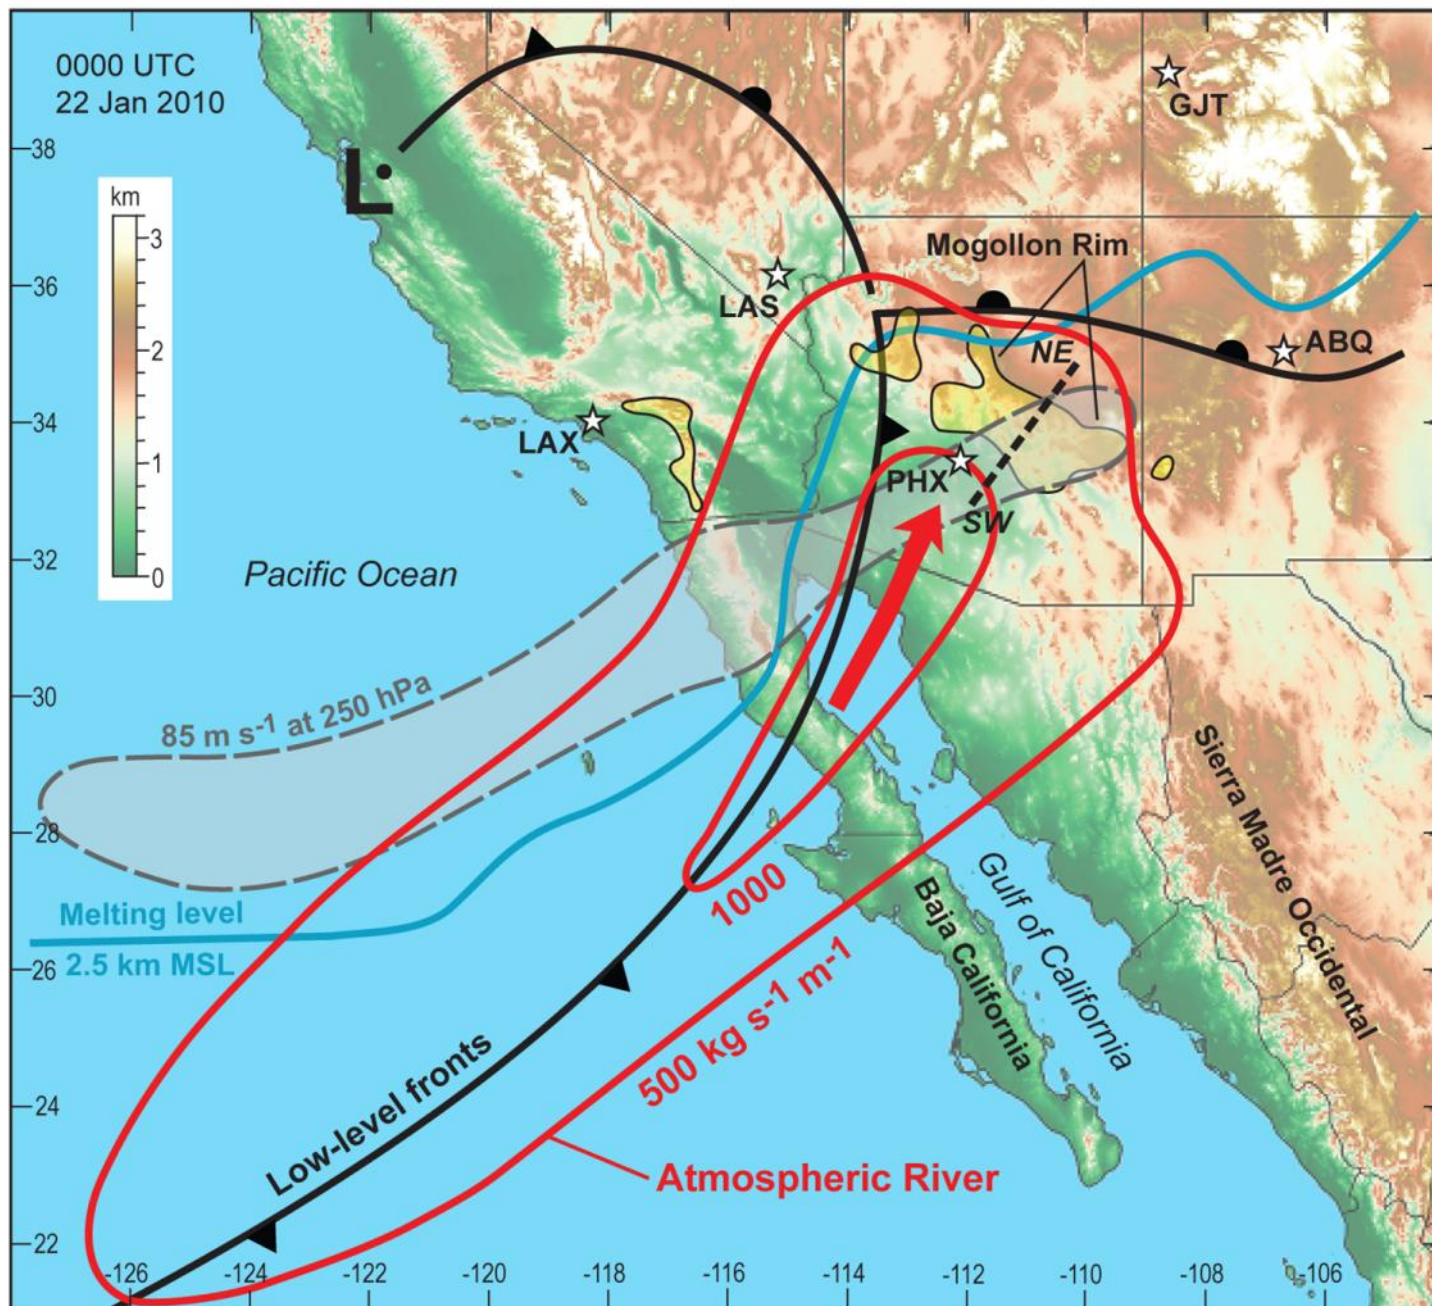 0000 UTC
22 Jan 2010
km
3
2
1
0
38
36
34
32
30
28
26
24
22
L
GJT
Mogollon Rim
LAS
NE
ABQ
LAX
PHX
SW
Pacific Ocean
85 m s⁻¹ at 250 hPa
Melting level
2.5 km MSL
1000
500 kg s⁻¹ m⁻¹
Baja California
Gulf of California
Sierra Madre Occidental
Low-level fronts
Atmospheric River
-126
-124
-122
-120
-118
-116
-114
-112
-110
-108
-106